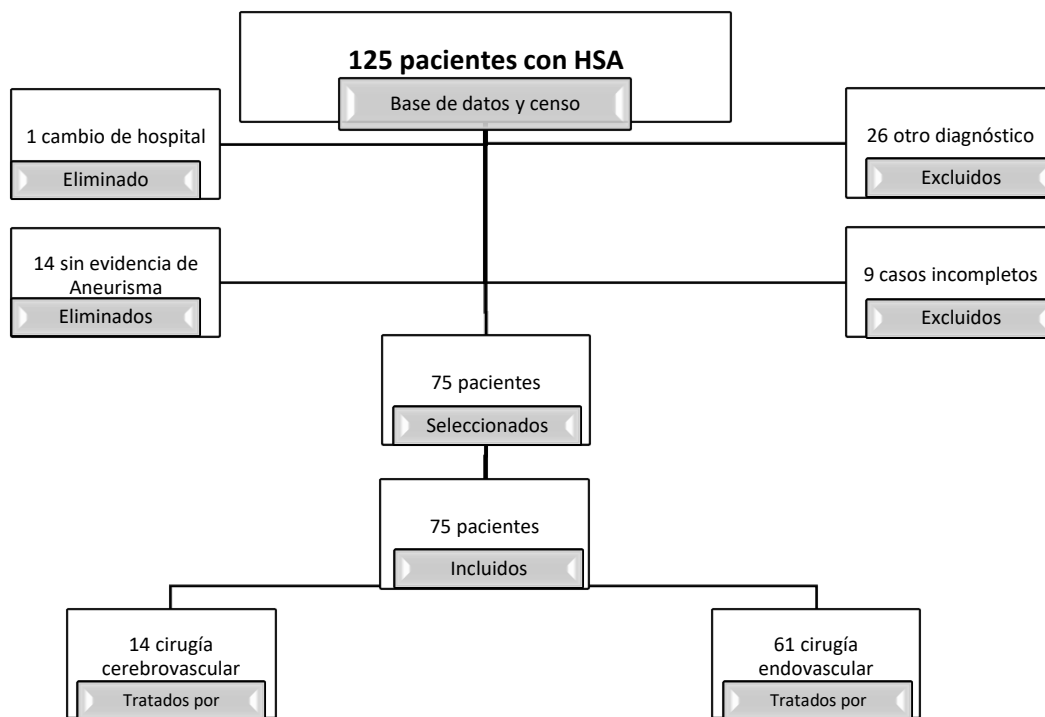 125 pacientes con HSA
Base de datos y censo
1 cambio de hospital
Eliminado
26 otro diagnóstico
Excluidos
14 sin evidencia de
Aneurisma
Eliminados
9 casos incompletos
Excluidos
75 pacientes
Seleccionados
75 pacientes
Incluidos
14 cirugía
cerebrovascular
Tratados por
61 cirugía
endovascular
Tratados por